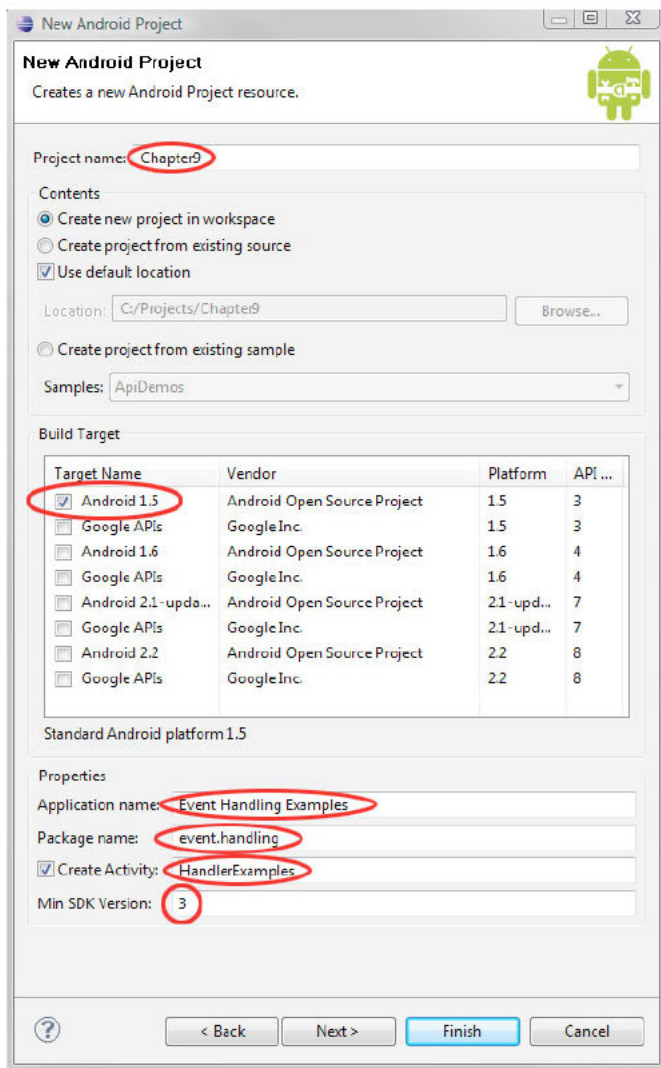 New Android Project
New Android Project
Creates a new Android Project resource.
Project name: Chapter9
Contents
Create new project in workspace
Create project from existing source
Use default location
Location: C:/Projects/Chapter9 Browse...
Create project from existing sample
Samples: ApiDemos
Build Target
Target Name Vendor Platform API ...
Android 1.5 Android Open Source Project 1.5 3
Google APIs Google Inc. 1.5 3
Android 1.6 Android Open Source Project 1.6 4
Google APIs Google Inc. 1.6 4
Android 2.1-upda... Android Open Source Project 2.1-upd... 7
Google APIs Google Inc. 2.1-upd... 7
Android 2.2 Android Open Source Project 2.2 8
Google APIs Google Inc. 2.2 8
Standard Android platform 1.5
Properties
Application name: Event Handling Examples
Package name: event.handling
Create Activity: HandlerExamples
Min SDK Version: 3
? < Back Next > Finish Cancel